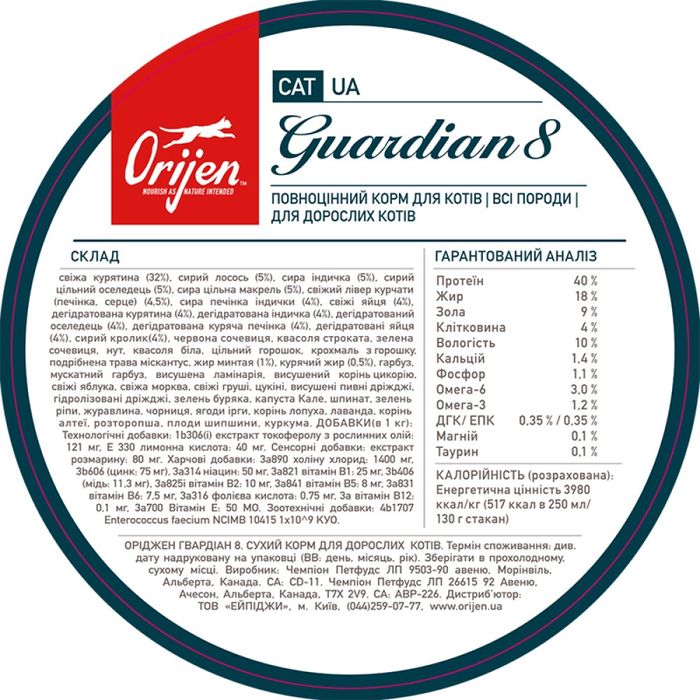 CAT UA
Guardian 8
Orijen™
NOURISH AS NATURE INTENDED
ПОВНОЦІННИЙ КОРМ ДЛЯ КОТІВ | ВСІ ПОРОДИ |
ДЛЯ ДОРОСЛИХ КОТІВ
СКЛАД
свіжа курятина (32%), сирий лосось (5%), сира індичка (5%), сирий
цільний оселедець (5%), сира цільна макрель (5%), свіжий лівер курчати
(печінка, серце) (4,5%), сира печінка індички (4%), свіжі яйця (4%),
дегідратована курятина (4%), дегідратована індичка (4%), дегідратований
оселедець (4%), дегідратована куряча печінка (4%), дегідратовані яйця
(4%), сирий кролик(4%), червона сочевиця, квасоля строката, зелена
сочевиця, нут, квасоля біла, цільний горошок, крохмаль з горошку,
подрібнена трава міскантус, жир минтая (1%), курячий жир (0,5%), гарбуз,
мускатний гарбуз, висушена ламінарія, висушений корінь цикорію,
свіжі яблука, свіжа морква, свіжі груші, цукіні, висушені пивні дріжджі,
гідролізовані дріжджі, зелень буряка, капуста Кале, шпинат, зелень
ріпи, журавлина, чорниця, ягоди ірги, корінь лопуха, лаванда, корінь
алтеї, розторопша, плоди шипшини, куркума. ДОБАВКИ(в 1 кг):
Технологічні добавки: 1b306(i) екстракт токоферолу з рослинних олій:
121 мг, Е 330 лимонна кислота: 40 мг. Сенсорні добавки: екстракт
розмарину: 80 мг. Харчові добавки 3а890 холіну хлорид: 1400 мг,
3b606 (цинк: 75 мг), 3а314 ніацин: 50 мг 3а821 вітамін В1: 25 мг, 3b406
(мідь: 11,3 мг), 3а825i вітамін В2: 10 мг, 3а841 вітамін В5: 8 мг, 3а831
вітамін В6: 7,5 мг, 3а316 фолієва кислота: 0,75 мг, 3а вітамін В12:
0,1 мг, 3а700 Вітамін Е: 50 МО. Зоотехнічні добавки: 4b1707
Enterococcus faecium NCIMB 10415 1x10^9 КУО.
ГАРАНТОВАНИЙ АНАЛІЗ
Протеїн 40 %
Жир 18 %
Зола 9 %
Клітковина 4 %
Вологість 10 %
Кальцій 1,4 %
Фосфор 1,1 %
Омега-6 3,0 %
Омега-3 1,2 %
ДГК/ ЕПК 0,35 % / 0,35 %
Магній 0,1 %
Таурин 0,1 %
КАЛОРІЙНІСТЬ (розрахована):
Енергетична цінність 3980
ккал/кг (517 ккал в 250 мл/
130 г стакан)
ОРІДЖЕН ГВАРДІАН 8, СУХИЙ КОРМ ДЛЯ ДОРОСЛИХ КОТІВ. Термін споживання: див.
дату надруковану на упаковці (ВВ: день, місяць, рік). Зберігати в прохолодному,
сухому місці. Виробник: Чемпіон Петфудс ЛП 9503-90 авеню, Морінвіль,
Альберта, Канада. СА: CD-11. Чемпіон Петфудс ЛП 26615 92 Авеню,
Ачесон, Альберта, Канада, Т7Х 2V9. СА: АВР-226. Дистриб'ютор:
ТОВ «ЕЙПІДЖИ», м. Київ, (044)259-07-77, www.orijen.ua